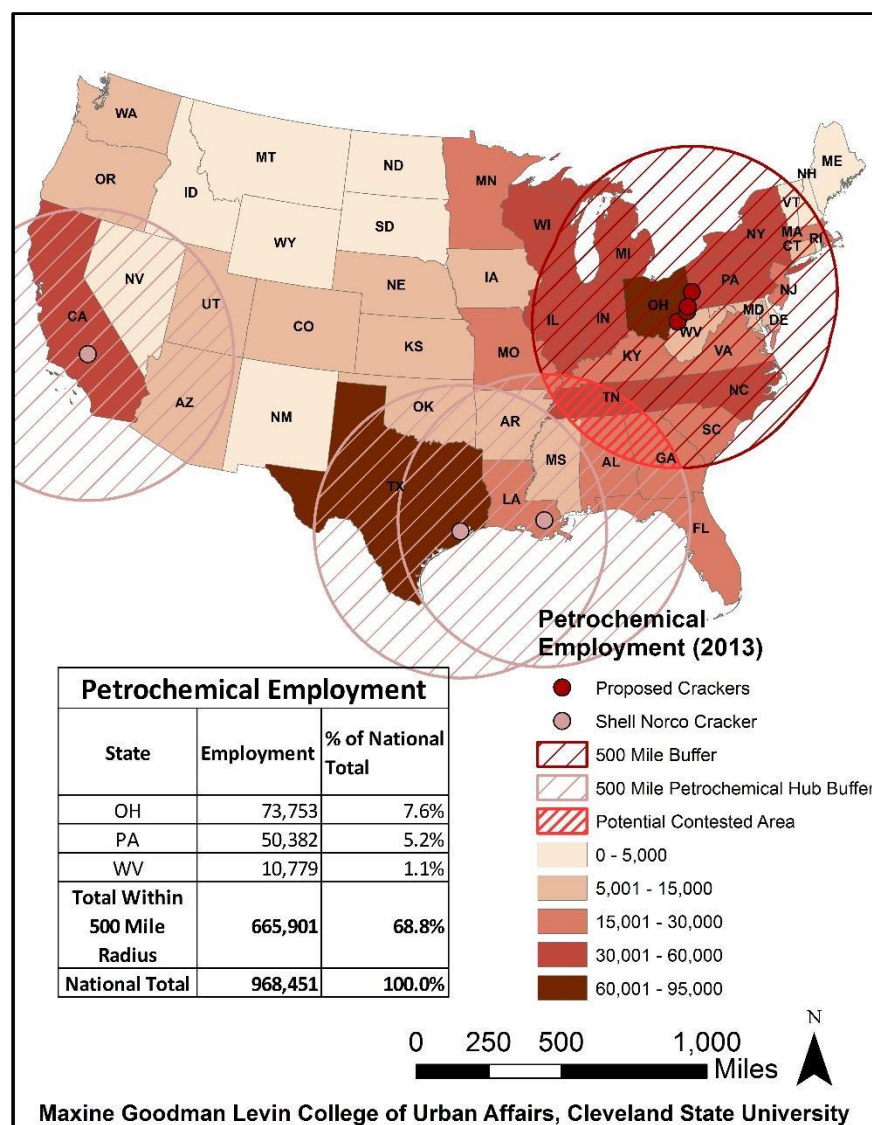 WA
MT
ND
MN
ME
OR
ID
SD
WI
MI
NH
VT
NY
MA
CT
RI
WY
NV
UT
NE
IA
PA
NJ
CA
CO
IL
IN
OH
MD
DE
WV
KS
MO
KY
VA
AZ
NM
OK
AR
TN
NC
SC
TX
LA
MS
AL
GA
FL
Petrochemical
Employment (2013)
Proposed Crackers
Shell Norco Cracker
500 Mile Buffer
500 Mile Petrochemical Hub Buffer
Potential Contested Area
0 - 5,000
5,001 - 15,000
15,001 - 30,000
30,001 - 60,000
60,001 - 95,000
Petrochemical Employment
State Employment % of National
Total
OH 73,753 7.6%
PA 50,382 5.2%
WV 10,779 1.1%
Total Within
500 Mile 665,901 68.8%
Radius
National Total 968,451 100.0%
N
0 250 500 1,000
Miles
Maxine Goodman Levin College of Urban Affairs, Cleveland State University